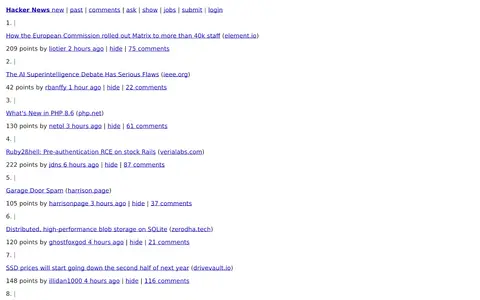 Hacker News new | past | comments | ask | show | jobs | submit | login
1. |
How the European Commission rolled out Matrix to more than 40k staff (element.io)
209 points by liotier 2 hours ago | hide | 75 comments
2. |
The AI Superintelligence Debate Has Serious Flaws (ieee.org)
42 points by rbanffy 1 hour ago | hide | 22 comments
3. |
What's New in PHP 8.6 (php.net)
130 points by netol 3 hours ago | hide | 61 comments
4. |
Ruby2Shell: Pre-authentication RCE on stock Rails (verialabs.com)
222 points by jdns 6 hours ago | hide | 87 comments
5. |
Garage Door Spam (harrison.page)
105 points by harrisonpage 3 hours ago | hide | 37 comments
6. |
Distributed, high-performance blob storage on SQLite (zerodha.tech)
120 points by ghostfoxgod 4 hours ago | hide | 21 comments
7. |
SSD prices will start going down the second half of next year (drivevault.io)
148 points by illidan1000 4 hours ago | hide | 116 comments
8. |